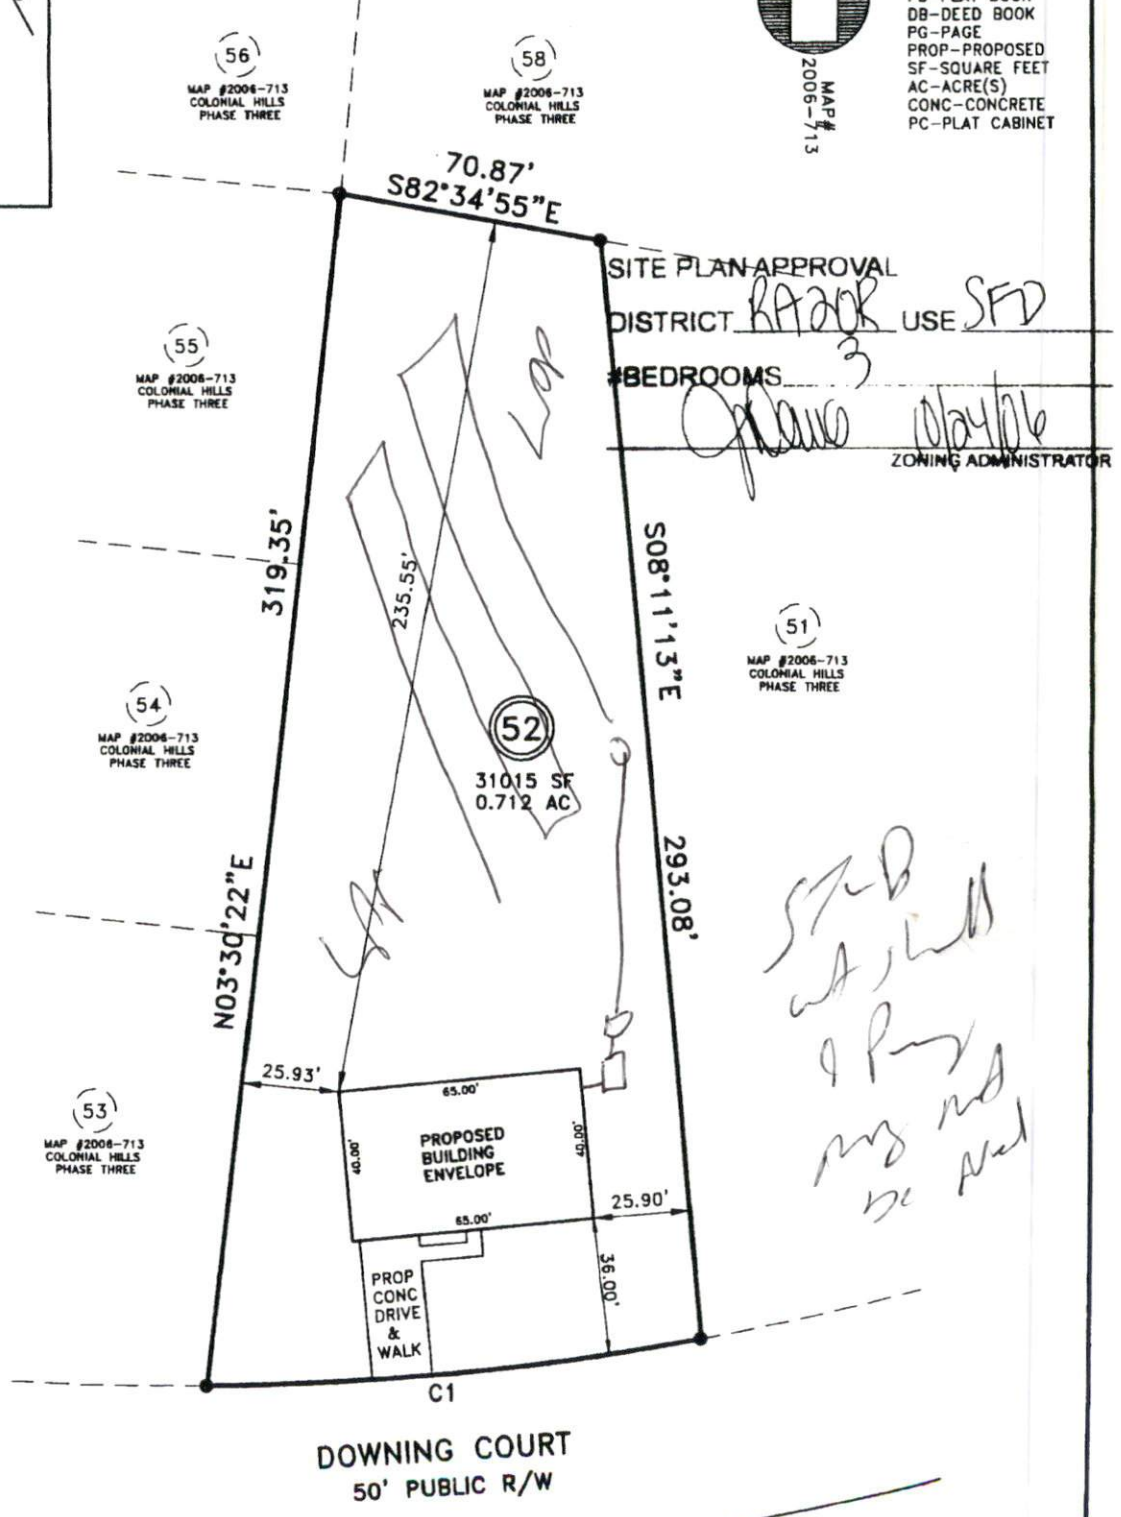 DB-DEED BOOK
PG-PAGE
PROP-PROPOSED
SF-SQUARE FEET
AC-ACRE(S)
CONC-CONCRETE
PC-PLAT CABINET
MAP#
2006-713
56
MAP #2006-713
COLONIAL HILLS
PHASE THREE
58
MAP #2006-713
COLONIAL HILLS
PHASE THREE
70.87'
S82°34'55"E
SITE PLAN APPROVAL
DISTRICT RA20R USE SFD
#BEDROOMS 3
10/24/06
ZONING ADMINISTRATOR
55
MAP #2006-713
COLONIAL HILLS
PHASE THREE
319.35'
235.55'
S08°11'13"E
51
MAP #2006-713
COLONIAL HILLS
PHASE THREE
54
MAP #2006-713
COLONIAL HILLS
PHASE THREE
52
31015 SF
0.712 AC
N03°30'22"E
293.08'
25.93'
65.00'
53
MAP #2006-713
COLONIAL HILLS
PHASE THREE
40.00'
PROPOSED
BUILDING
ENVELOPE
40.00'
65.00'
25.90'
36.00'
PROP
CONC
DRIVE
&
WALK
C1
DOWNING COURT
50' PUBLIC R/W